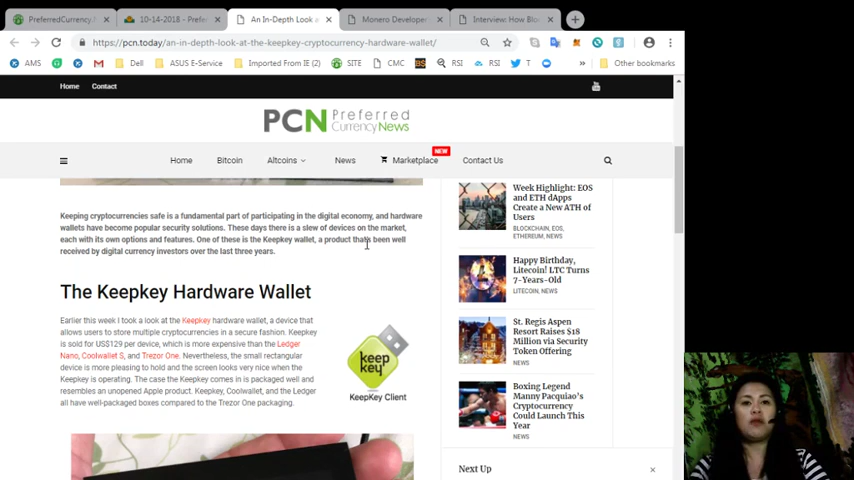 PreferredCurrency/
10-14-2018 - Prefer
An In-Depth Look a
Monero Developer
Interview: How Blo
https://pcn.today/an-in-depth-look-at-the-keepkey-cryptocurrency-hardware-wallet/
AMS
Dell
ASUS E-Service
Imported From IE (2)
SITE
CMC
BS
RSI
RSI
T
Other bookmarks
Home
Contact
PCN Preferred
CurrencyNews
NEW
Home
Bitcoin
Altcoins
News
Marketplace
Contact Us
Keeping cryptocurrencies safe is a fundamental part of participating in the digital economy, and hardware
wallets have become popular security solutions. These days there is a slew of devices on the market,
each with its own options and features. One of these is the Keepkey wallet, a product that's been well
received by digital currency investors over the last three years.
The Keepkey Hardware Wallet
Earlier this week I took a look at the Keepkey hardware wallet, a device that
allows users to store multiple cryptocurrencies in a secure fashion. Keepkey
is sold for US$129 per device, which is more expensive than the Ledger
Nano, Coolwallet S, and Trezor One. Nevertheless, the small rectangular
device is more pleasing to hold and the screen looks very nice when the
Keepkey is operating. The case the Keepkey comes in is packaged well and
resembles an unopened Apple product. Keepkey, Coolwallet, and the Ledger
all have well-packaged boxes compared to the Trezor One packaging.
keep
key
KeepKey Client
Week Highlight: EOS
and ETH dApps
Create a New ATH of
Users
BLOCKCHAIN, EOS,
ETHEREUM, NEWS
Happy Birthday,
Litecoin! LTC Turns
7-Years-Old
LITECOIN, NEWS
St. Regis Aspen
Resort Raises $18
Million via Security
Token Offering
NEWS
Boxing Legend
Manny Pacquiao's
Cryptocurrency
Could Launch This
Year
NEWS
Next Up